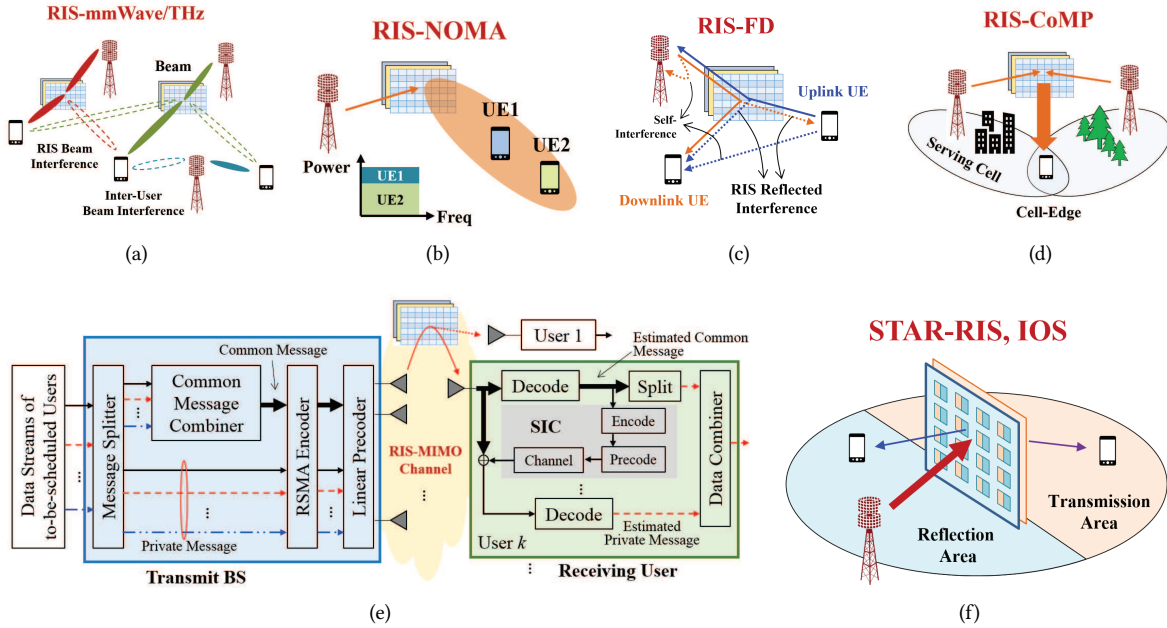 RIS-mmWave/THz
Beam
RIS Beam
Interference
Inter-User
Beam Interference
(a)
RIS-NOMA
UE1
UE2
Power
UE1
UE2
Freq
(b)
RIS-FD
Uplink UE
Self-
Interference
Downlink UE
RIS Reflected
Interference
(c)
RIS-CoMP
Serving Cell
Cell-Edge
(d)
Data Streams of
to-be-scheduled Users
Message Splitter
Common Message
Common
Message
Combiner
RSMA Encoder
Linear Precoder
Private Message
Transmit BS
RIS-MIMO
Channel
User 1
Estimated Common
Message
Decode
Split
SIC
Encode
Channel
Precode
Decode
Data Combiner
Estimated
Private Message
User k
Receiving User
(e)
STAR-RIS, IOS
Transmission
Area
Reflection
Area
(f)